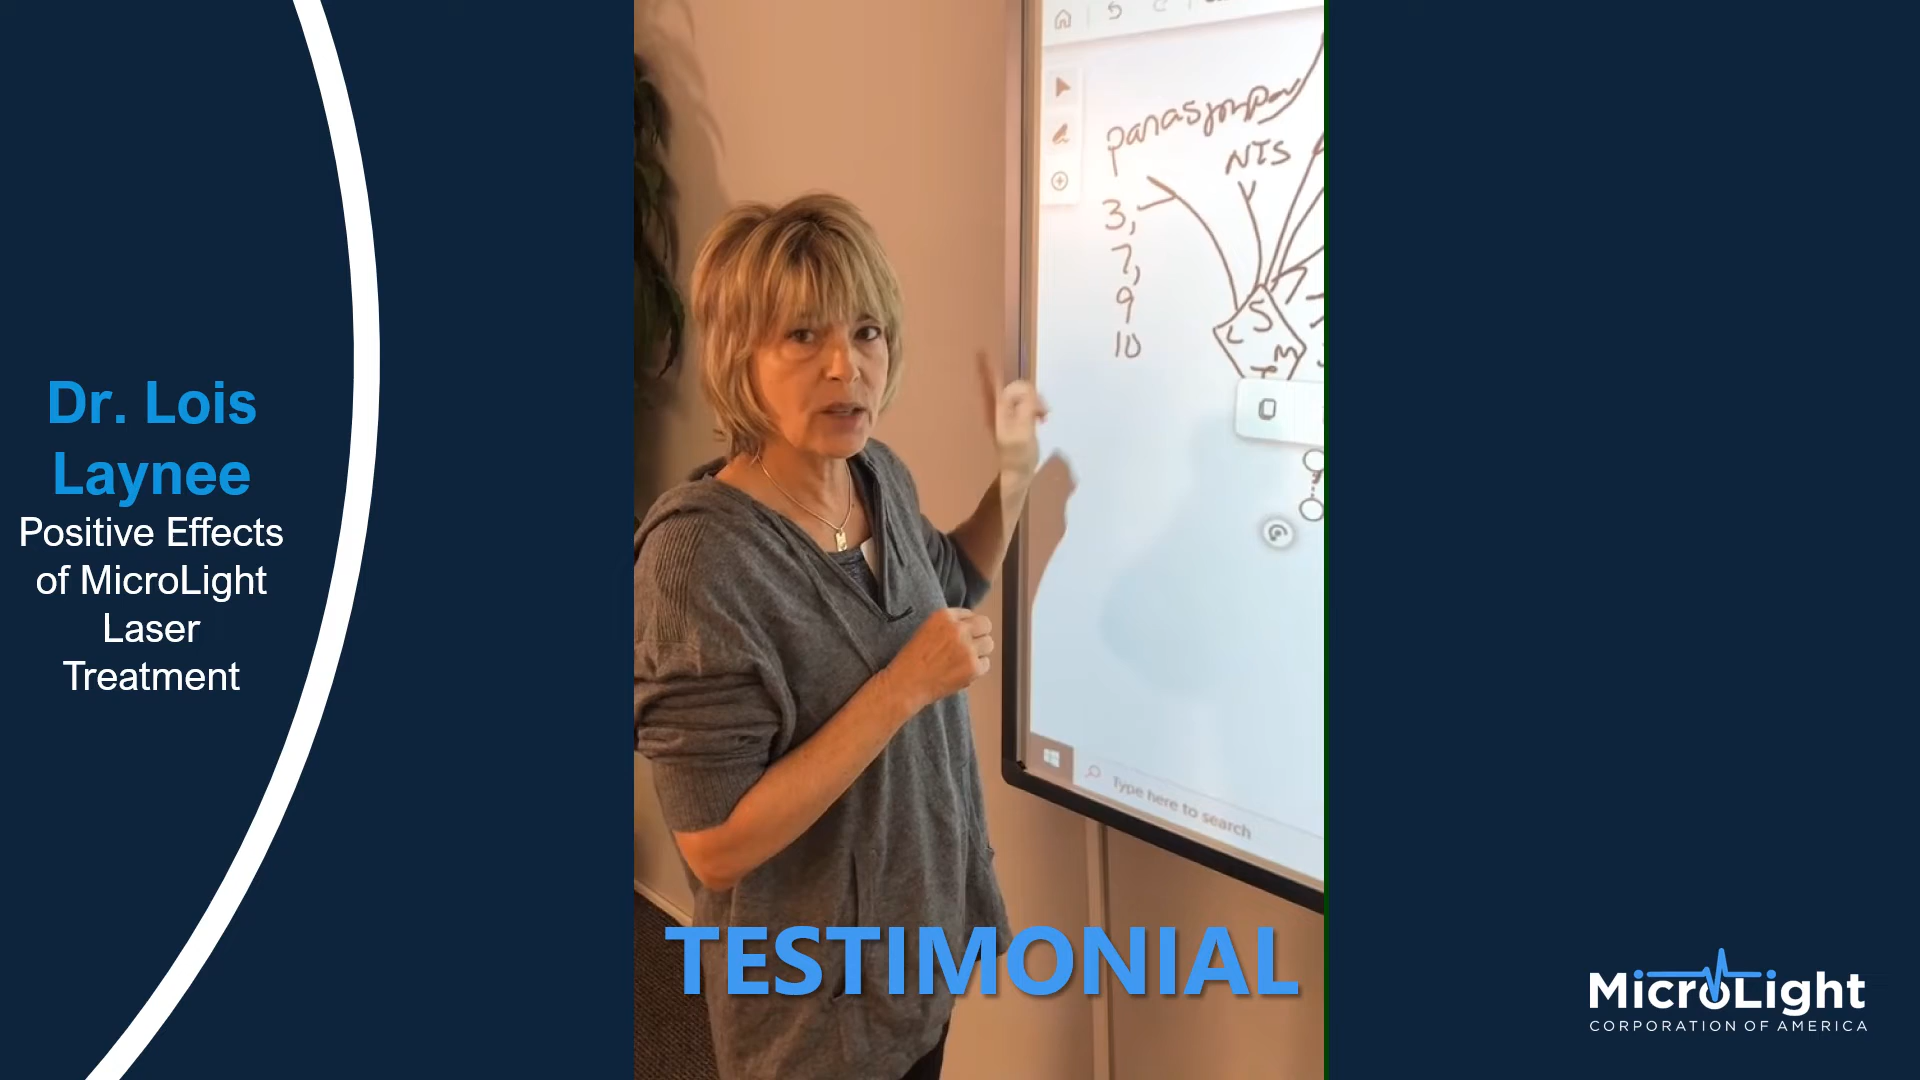 Dr. Lois
Laynee
Positive Effects
of MicroLight
Laser
Treatment
parasympa
NTS
3,
7,
9
10
L S
M
Type here to search
TESTIMONIAL
MicroLight
CORPORATION OF AMERICA